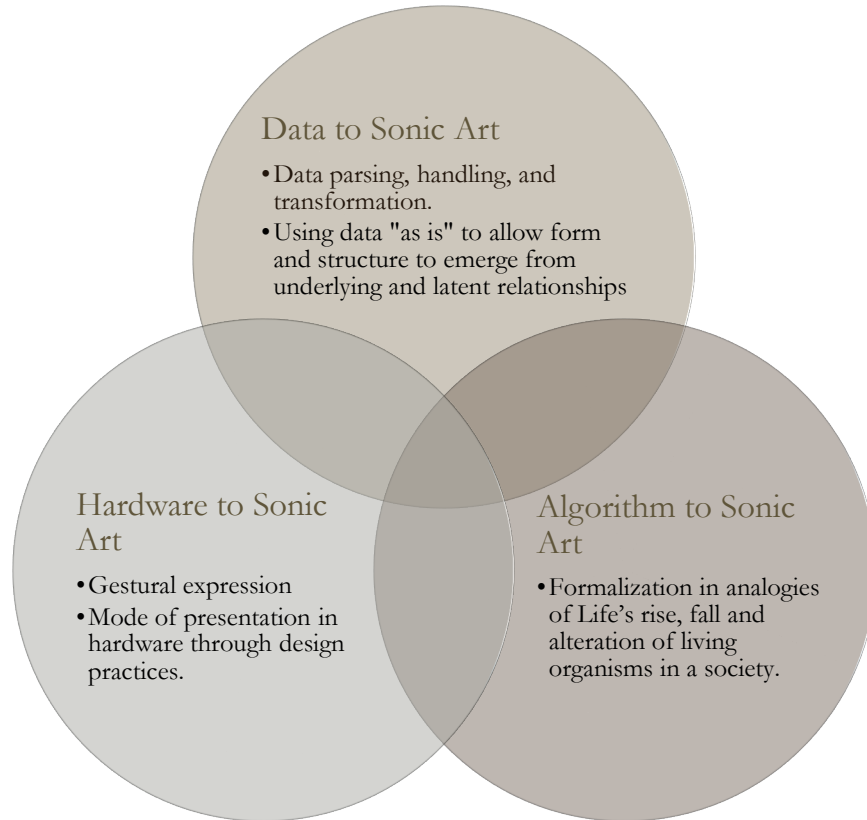 Data to Sonic Art
•Data parsing, handling, and
transformation.
•Using data "as is" to allow form
and structure to emerge from
underlying and latent relationships
Hardware to Sonic
Art
•Gestural expression
•Mode of presentation in
hardware through design
practices.
Algorithm to Sonic
Art
•Formalization in analogies
of Life’s rise, fall and
alteration of living
organisms in a society.